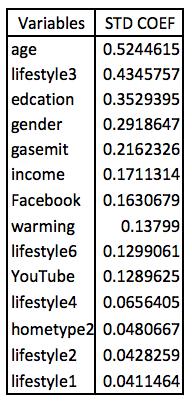 Variables STD COEF
age 0.5244615
lifestyle3 0.4345757
edcation 0.3529395
gender 0.2918647
gasemit 0.2162326
income 0.1711314
Facebook 0.1630679
warming 0.13799
lifestyle6 0.1299061
YouTube 0.1289625
lifestyle4 0.0656405
hometype2 0.0480667
lifestyle2 0.0428259
lifestyle1 0.0411464